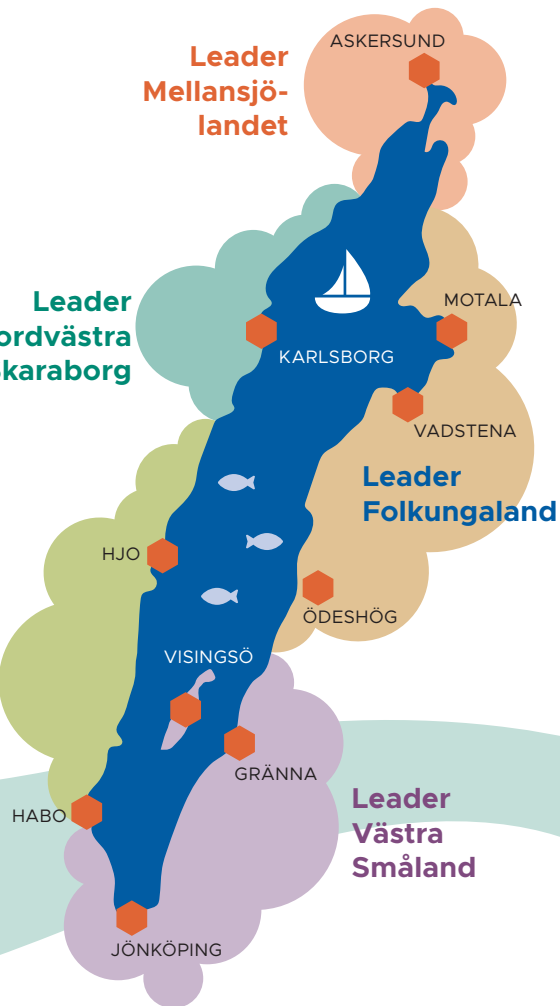 ASKERSUND
Leader
Mellansjö-
landet
MOTALA
Leader
ordvästra
karaborg
KARLSBORG
VADSTENA
Leader
Folkungaland
HJO
ÖDESHÖG
VISINGSÖ
GRÄNNA
Leader
Västra
Småland
HABO
JÖNKÖPING